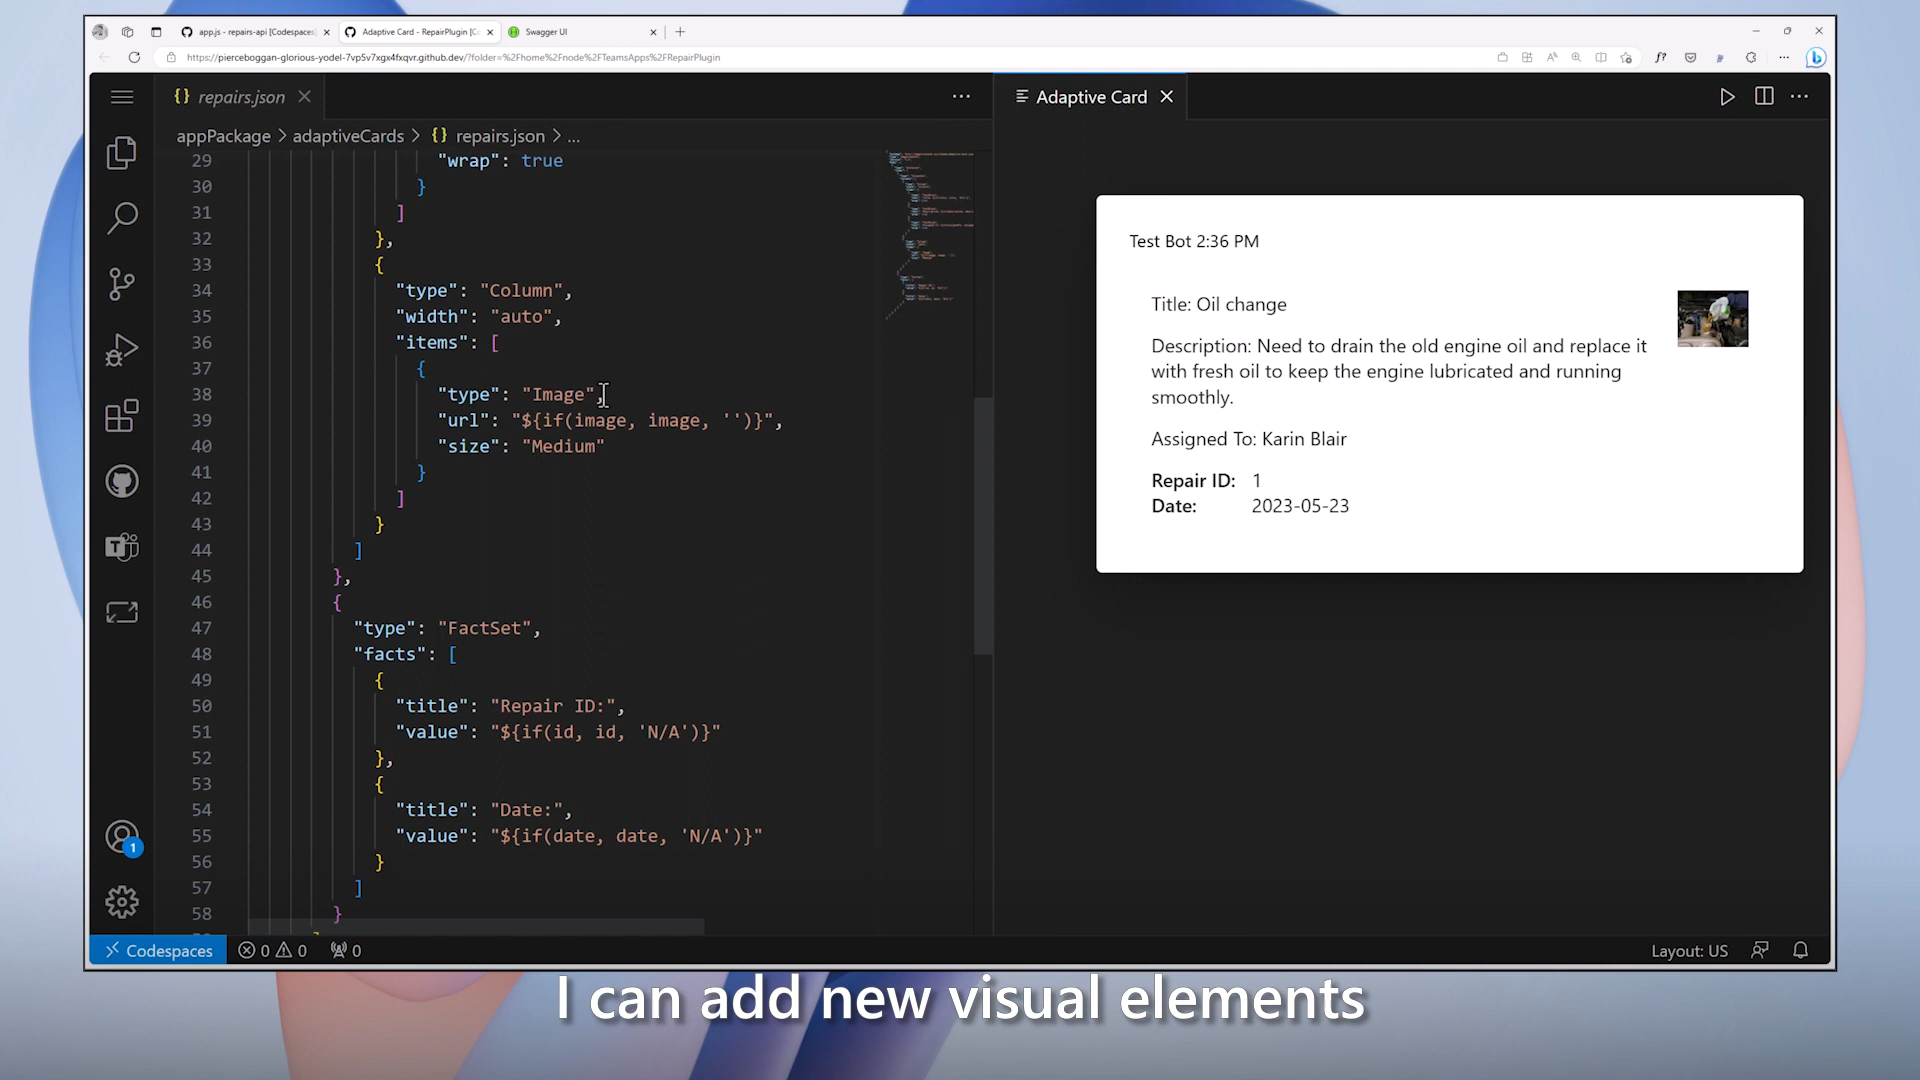 app.js - repairs-api [Codespaces
Adaptive Card - RepairPlugin [C
Swagger UI
https://pierceboggan-glorious-yodel-7vp5v7xgx4fxqvr.github.dev/?folder=%2Fhome%2Fnode%2FTeamsApps%2FRepairPlugin
{} repairs.json
Adaptive Card
appPackage > adaptiveCards > {} repairs.json > ...
29 "wrap": true
30 }
31 ]
32 },
33 {
34 "type": "Column",
35 "width": "auto",
36 "items": [
37 {
38 "type": "Image",
39 "url": "${if(image, image, '')}",
40 "size": "Medium"
41 }
42 ]
43 }
44 ]
45 },
46 {
47 "type": "FactSet",
48 "facts": [
49 {
50 "title": "Repair ID:",
51 "value": "${if(id, id, 'N/A')}"
52 },
53 {
54 "title": "Date:",
55 "value": "${if(date, date, 'N/A')}"
56 }
57 ]
58 }
Test Bot 2:36 PM
Title: Oil change
Description: Need to drain the old engine oil and replace it
with fresh oil to keep the engine lubricated and running
smoothly.
Assigned To: Karin Blair
Repair ID: 1
Date: 2023-05-23
1
Codespaces 0 0 0
Layout: US
I can add new visual elements